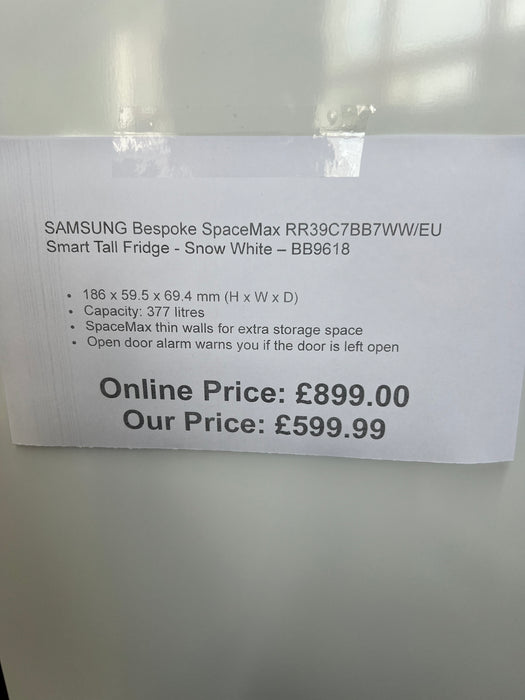 SAMSUNG Bespoke SpaceMax RR39C7BB7WW/EU
Smart Tall Fridge - Snow White – BB9618
• 186 x 59.5 x 69.4 mm (H x W x D)
• Capacity: 377 litres
• SpaceMax thin walls for extra storage space
• Open door alarm warns you if the door is left open
Online Price: £899.00
Our Price: £599.99